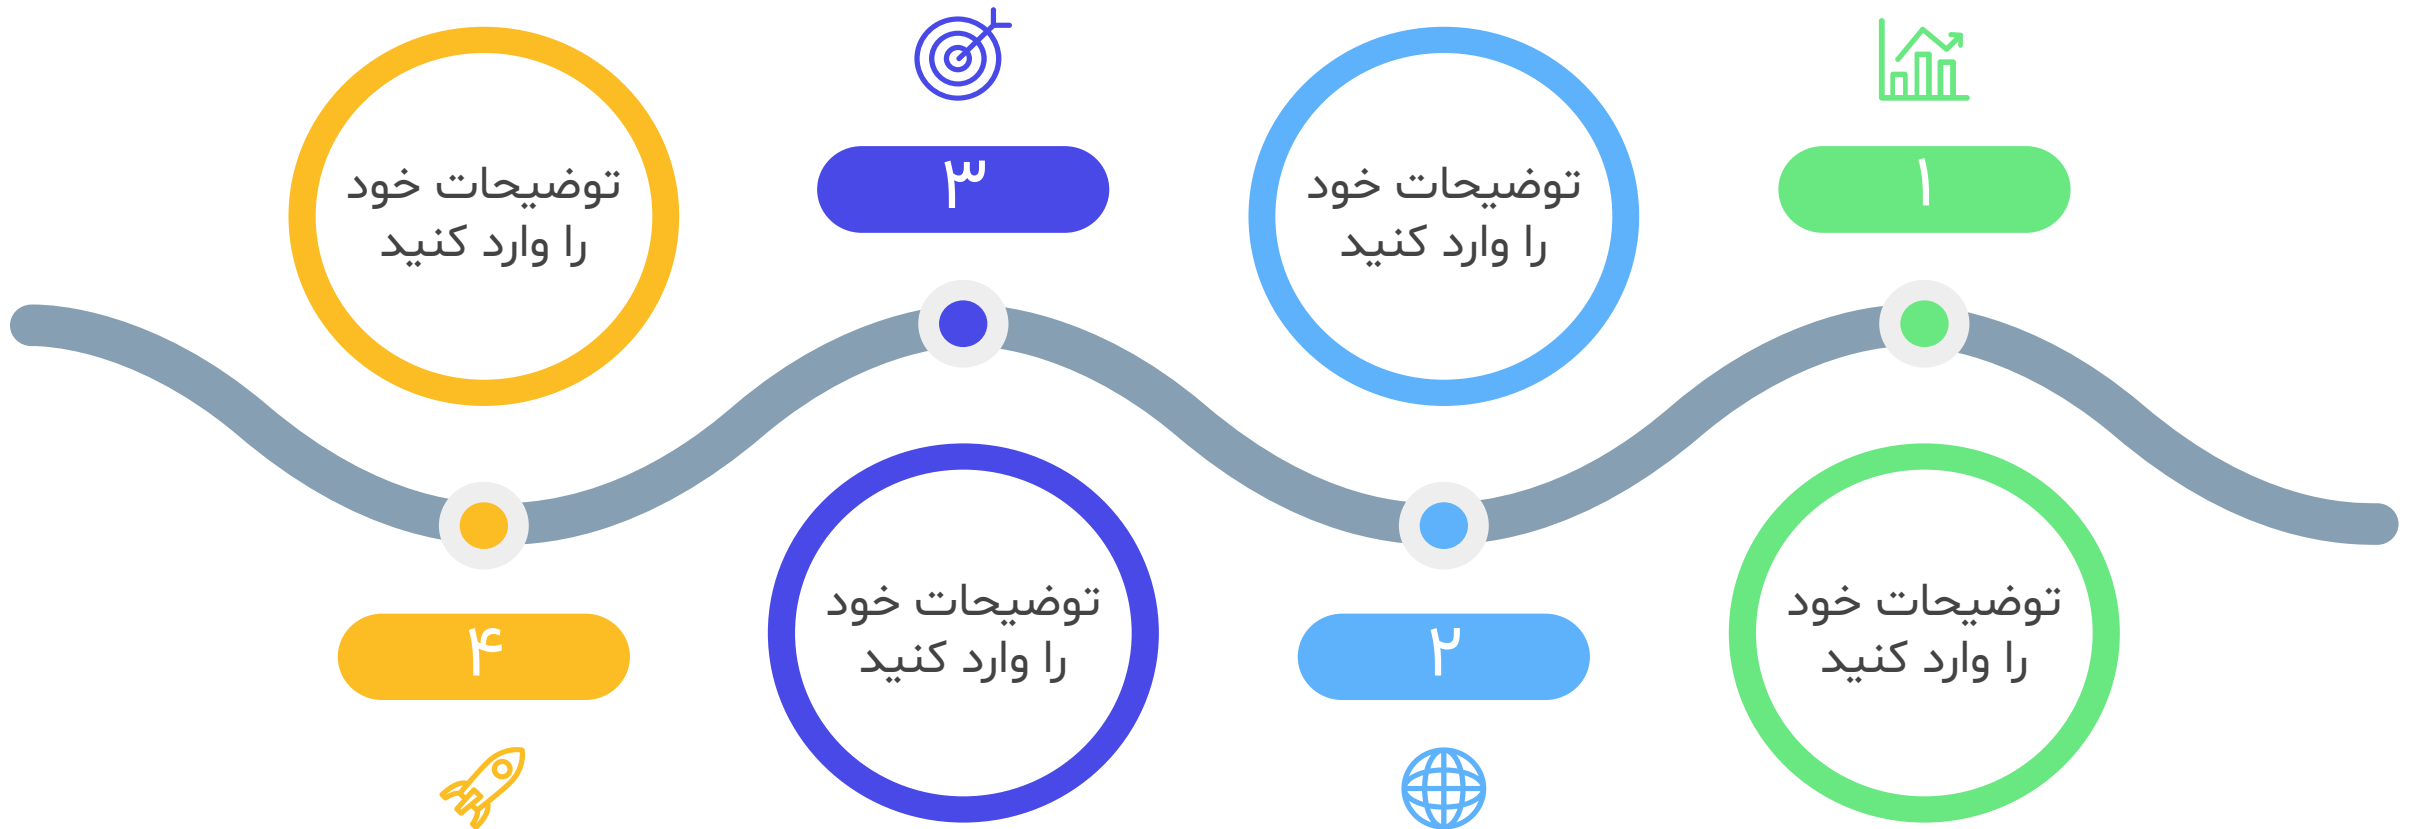 ۱
توضیحات خود
را وارد کنید
توضیحات خود
را وارد کنید
۲
۳
توضیحات خود
را وارد کنید
توضیحات خود
را وارد کنید
۴